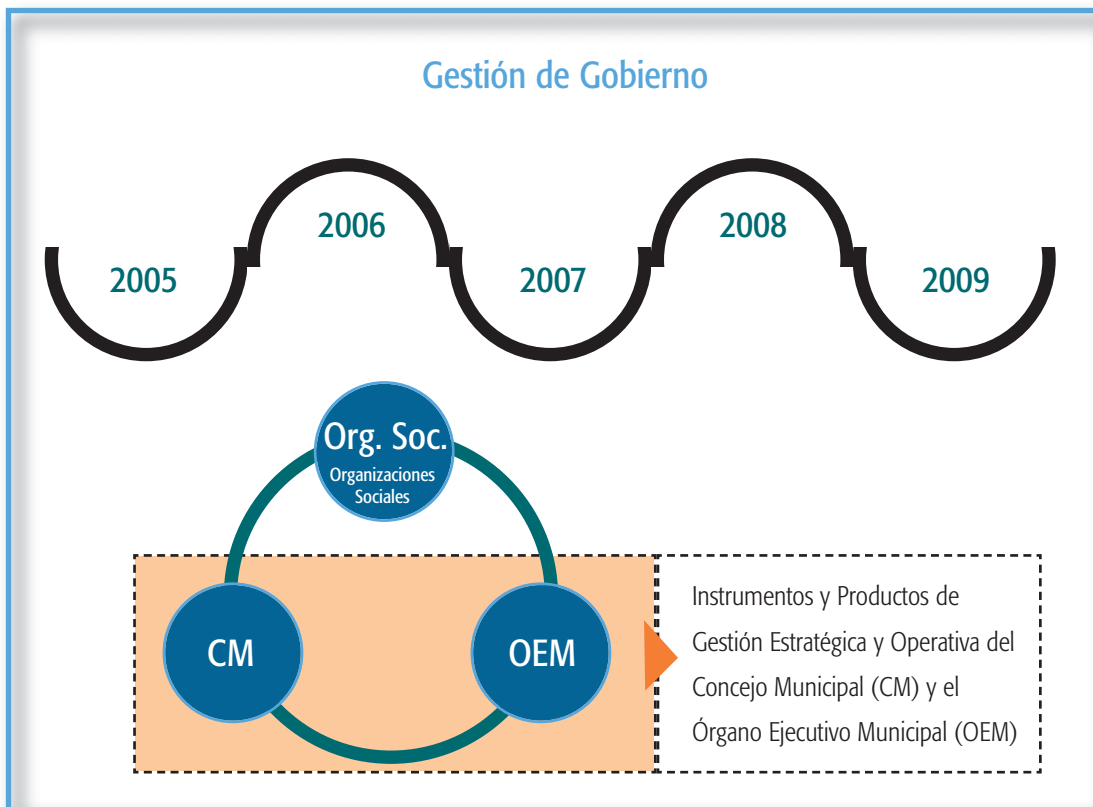 Gestión de Gobierno
2005
2006
2007
2008
2009
Org. Soc.
Organizaciones
Sociales
CM
OEM
Instrumentos y Productos de
Gestión Estratégica y Operativa del
Concejo Municipal (CM) y el
Órgano Ejecutivo Municipal (OEM)